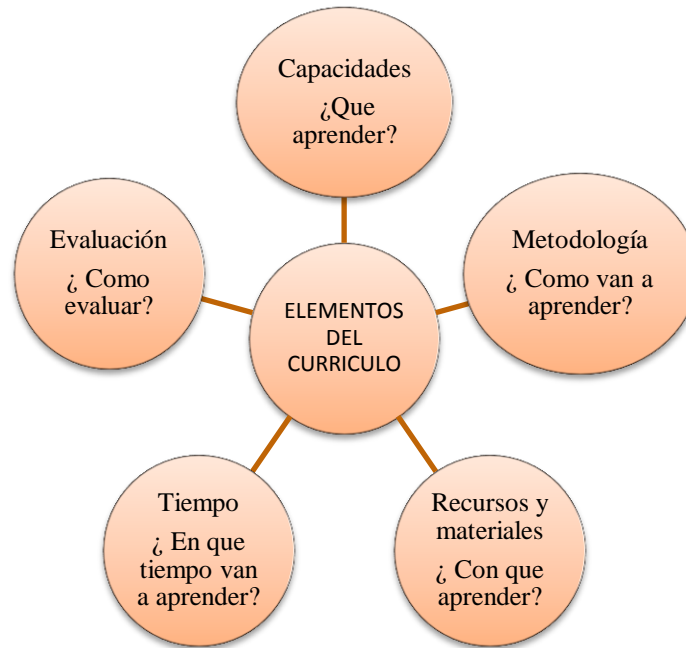 Capacidades
¿Que
aprender?
Metodología
¿ Como van a
aprender?
Recursos y
materiales
¿ Con que
aprender?
Tiempo
¿ En que
tiempo van
a aprender?
Evaluación
¿ Como
evaluar?
ELEMENTOS
DEL
CURRICULO